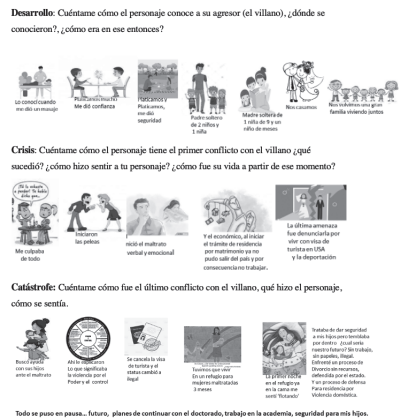 Desarrollo: Cuéntame cómo el personaje conoce a su agresor (el villano), ¿dónde se
conocieron?, ¿cómo era en ese entonces?
Lo conocí cuando
me dió un masaje
Me dió confianza
Platicamos y
Platicamos,
me dió
seguridad
Padre soltero
de 2 niños y
1 niña
Madre soltera de
1 niña de 9 y un
niño de meses
Nos casamos
Nos volvimos una gran
familia viviendo juntos
Crisis: Cuéntame cómo el personaje tiene el primer conflicto con el villano ¿qué
sucedió? ¿cómo hizo sentir a tu personaje? ¿cómo fue su vida a partir de ese momento?
Me culpaba
de todo
Iniciaron
las peleas
nició el maltrato
verbal y emocional
Y el económico, al iniciar
el trámite de residencia
por matrimonio ya no
pudo salir del país y por
consecuencia no trabajar.
La última amenaza
fue denunciarla por
vivir con visa de
turista en USA
y la deportación
Catástrofe: Cuéntame cómo fue el último conflicto con el villano, qué hizo el personaje,
cómo se sentía.
Buscó ayuda
con sus hijos
ante el maltrato
Ahí le explicaron
Lo que significaba
la violencia por el
Poder y el control
Se cancela la visa
de turista y el
status cambió a
ilegal
Tuvimos que vivir
En un refugio para
mujeres maltratadas
3 meses
La primer noche
en el refugio ya
en la cama me
sentí 'flotando'
Trataba de dar seguridad
a mis hijos pero temblaba
por dentro ¿cuál sería
nuestro futuro? Sin trabajo,
sin papeles, ilegal.
Enfrenté un proceso de
Divorcio sin recursos,
defendida por el estado.
Y un proceso de defensa
Para residencia por
Violencia doméstica.
Todo se puso en pausa... futuro, planes de continuar con el doctorado, trabajo en la academia, seguridad para mis hijos.